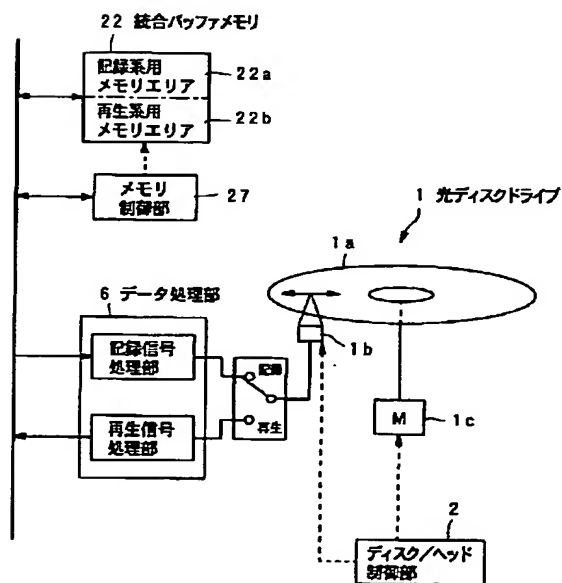 22 統合バッファメモリ
記録系用
メモリエリア
22a
再生系用
メモリエリア
22b
メモリ
制御部
27
1 光ディスクドライブ
1a
6 データ処理部
記録信号
処理部
記録
1b
再生信号
処理部
再生
M
1c
2
ディスク/ヘッド
制御部